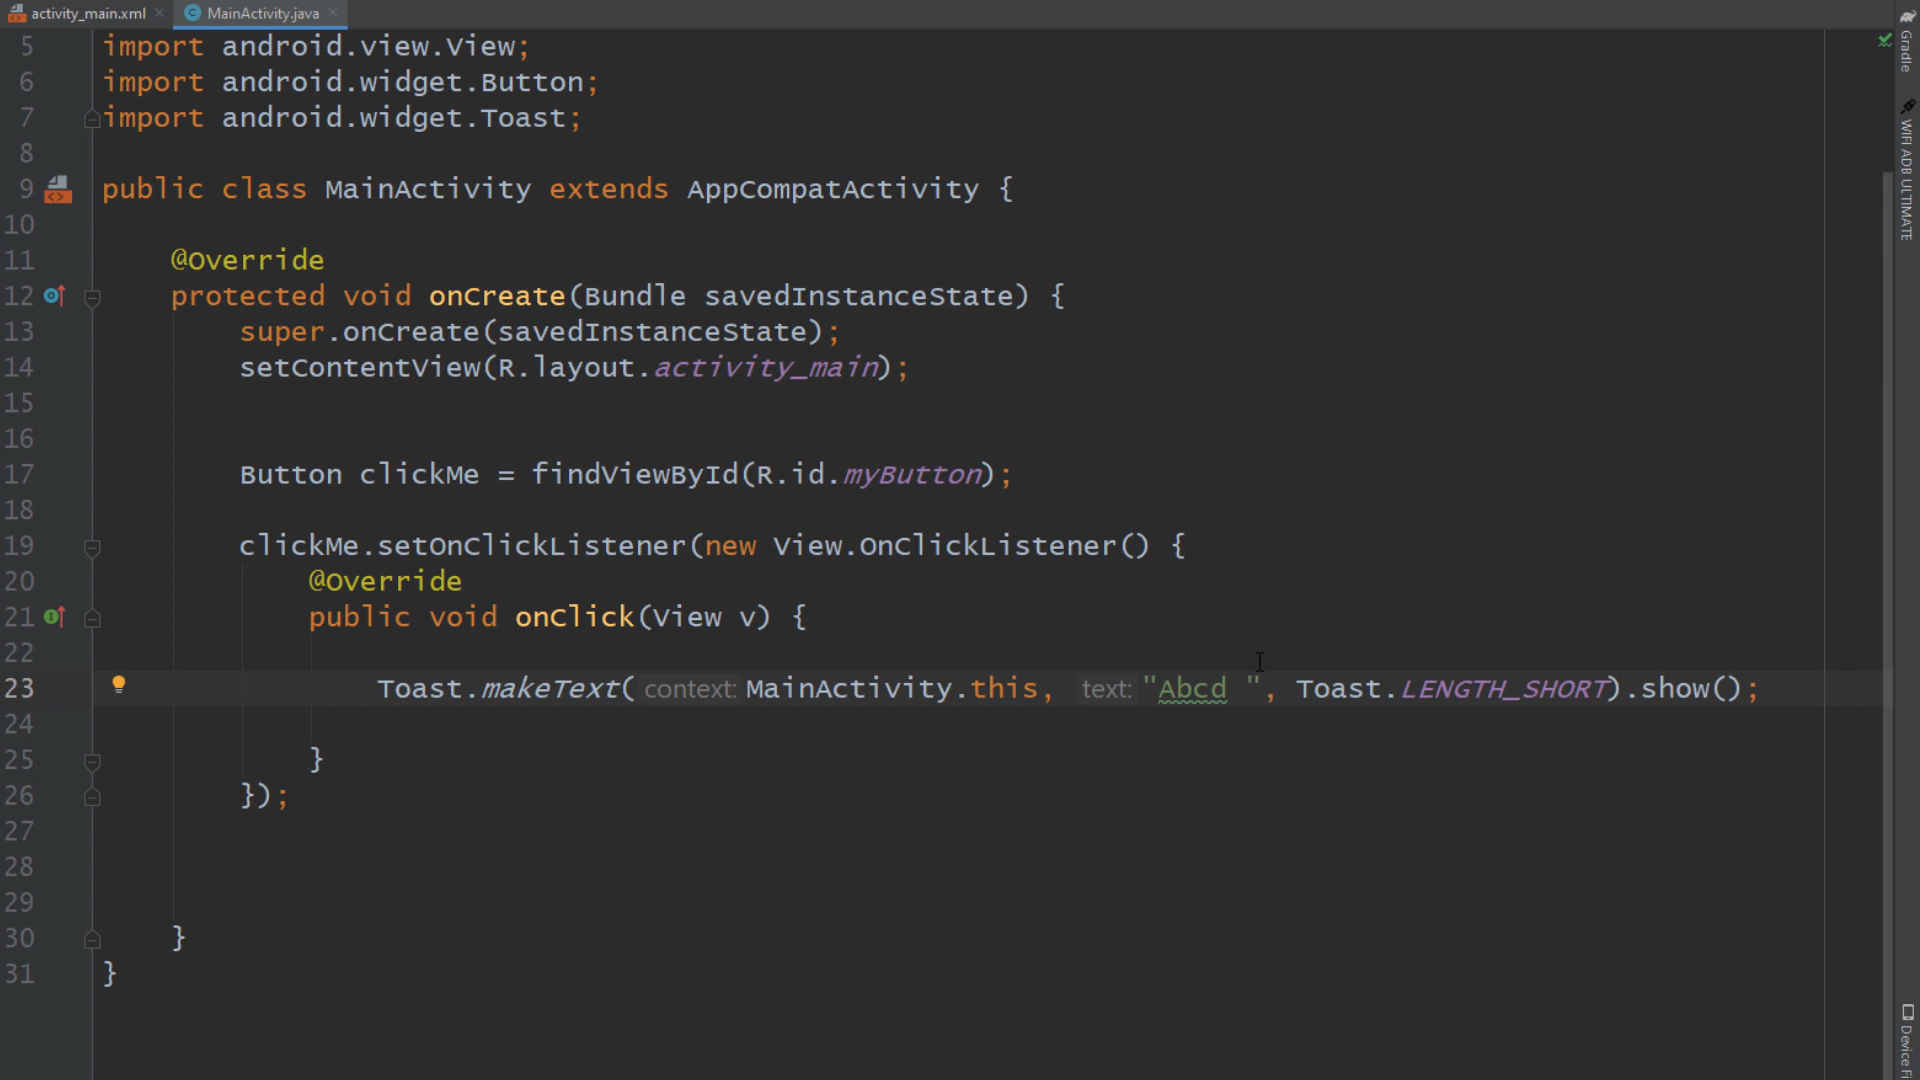 activity_main.xml MainActivity.java
5 import android.view.View;
6 import android.widget.Button;
7 import android.widget.Toast;
8
9 public class MainActivity extends AppCompatActivity {
10
11 @Override
12 protected void onCreate(Bundle savedInstanceState) {
13 super.onCreate(savedInstanceState);
14 setContentView(R.layout.activity_main);
15
16
17 Button clickMe = findViewById(R.id.myButton);
18
19 clickMe.setOnClickListener(new View.OnClickListener() {
20 @Override
21 public void onClick(View v) {
22
23 Toast.makeText( context: MainActivity.this, text: "Abcd ", Toast.LENGTH_SHORT).show();
24
25 }
26 });
27
28
29
30 }
31 }
Gradle
WIFI ADB ULTIMATE
Device Fi